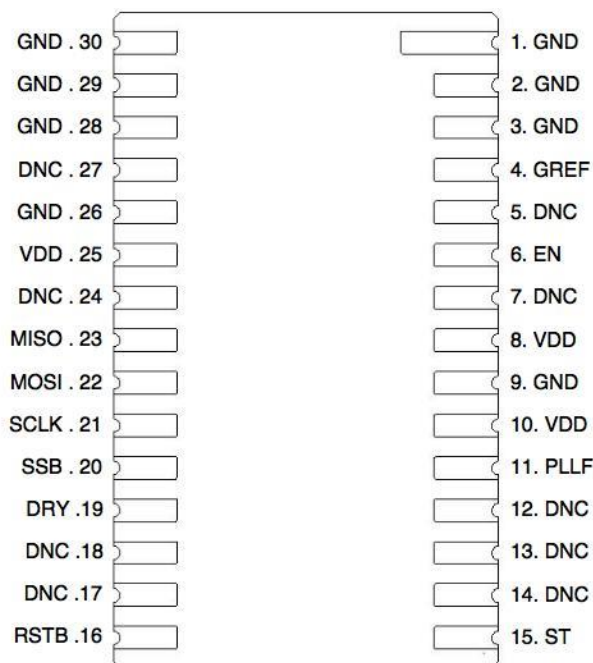 GND . 30 1. GND
GND . 29 2. GND
GND . 28 3. GND
DNC . 27 4. GREF
GND . 26 5. DNC
VDD . 25 6. EN
DNC . 24 7. DNC
MISO . 23 8. VDD
MOSI . 22 9. GND
SCLK . 21 10. VDD
SSB . 20 11. PLLF
DRY .19 12. DNC
DNC .18 13. DNC
DNC .17 14. DNC
RSTB .16 15. ST